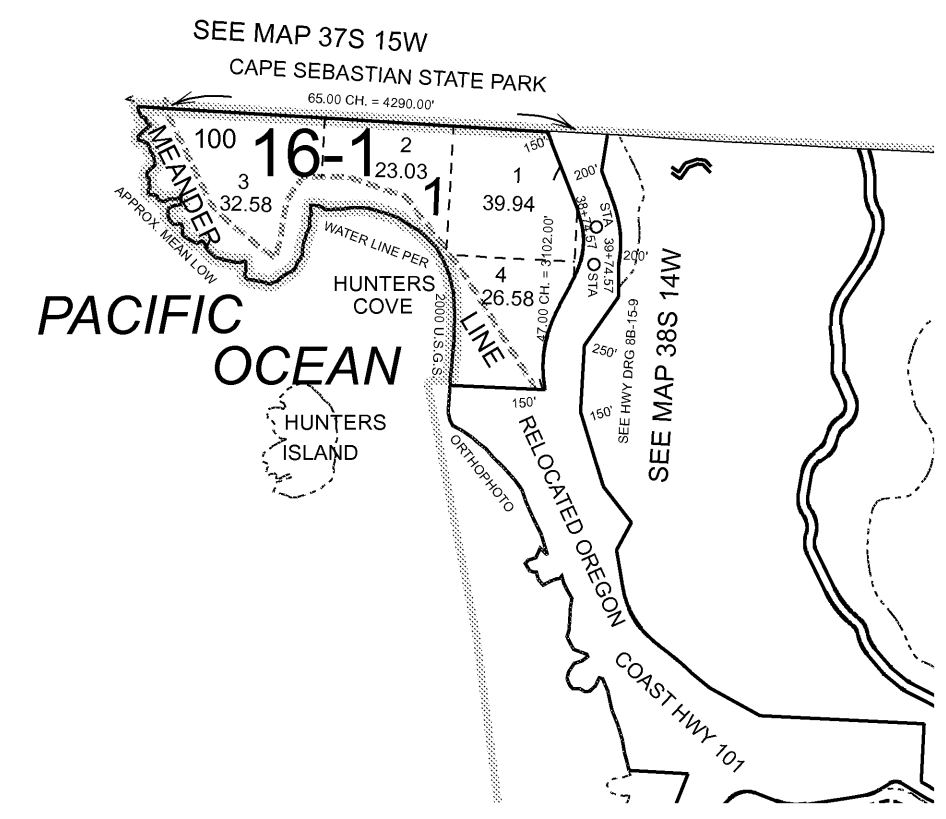 SEE MAP 37S 15W
CAPE SEBASTIAN STATE PARK
65.00 CH. = 4290.00'
100
16-1
2
23.03
1
1
39.94
150'
200'
MEANDER
3
32.58
APPROX. MEAN LOW
WATER LINE PER
2000 U.S.G.S.
ORTHOPHOTO
HUNTERS
COVE
4
26.58
47.00 CH. = 3102.00'
STA
38+74.57
STA
39+74.57
200'
LINE
PACIFIC
OCEAN
HUNTERS
ISLAND
250'
150'
150'
SEE HWY DRG 8B-15-9
SEE MAP 38S 14W
RELOCATED OREGON
COAST HWY 101